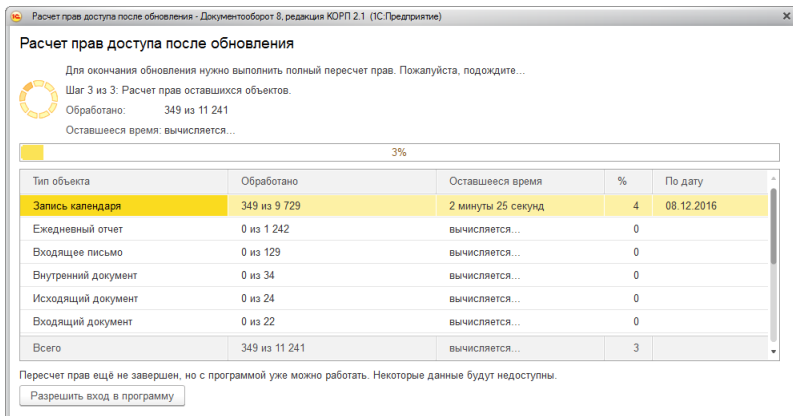 Расчет прав доступа после обновления - Документооборот 8, редакция КОРП 2.1 (1С:Предприятие)
Расчет прав доступа после обновления
Для окончания обновления нужно выполнить полный пересчет прав. Пожалуйста, подождите...
Шаг 3 из 3: Расчет прав оставшихся объектов.
Обработано: 349 из 11 241
Оставшееся время: вычисляется...
3%
Тип объекта Обработано Оставшееся время % По дату
Запись календаря 349 из 9 729 2 минуты 25 секунд 4 08.12.2016
Ежедневный отчет 0 из 1 242 вычисляется... 0
Входящее письмо 0 из 129 вычисляется... 0
Внутренний документ 0 из 34 вычисляется... 0
Исходящий документ 0 из 24 вычисляется... 0
Входящий документ 0 из 22 вычисляется... 0
Всего 349 из 11 241 вычисляется... 3
Пересчет прав ещё не завершен, но с программой уже можно работать. Некоторые данные будут недоступны.
Разрешить вход в программу